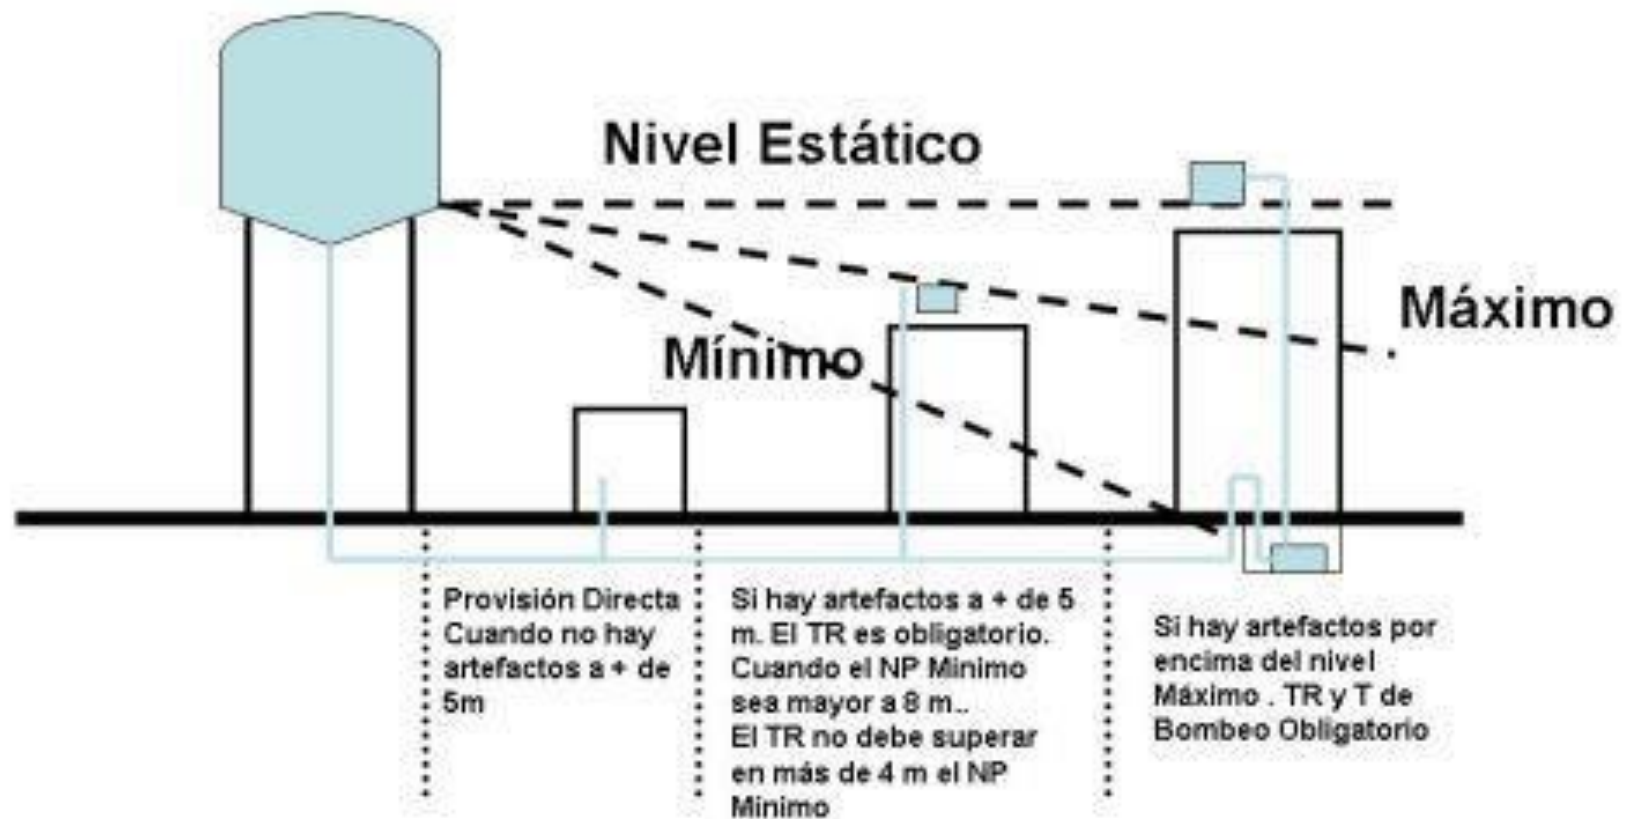 Nivel Estático
Máximo
Mínimo
Provisión Directa
Cuando no hay
artefactos a + de
5m
Si hay artefactos a + de 5
m. El TR es obligatorio.
Cuando el NP Minimo
sea mayor a 8 m..
El TR no debe superar
en más de 4 m el NP
Minimo
Si hay artefactos por
encima del nivel
Máximo . TR y T de
Bombeo Obligatorio